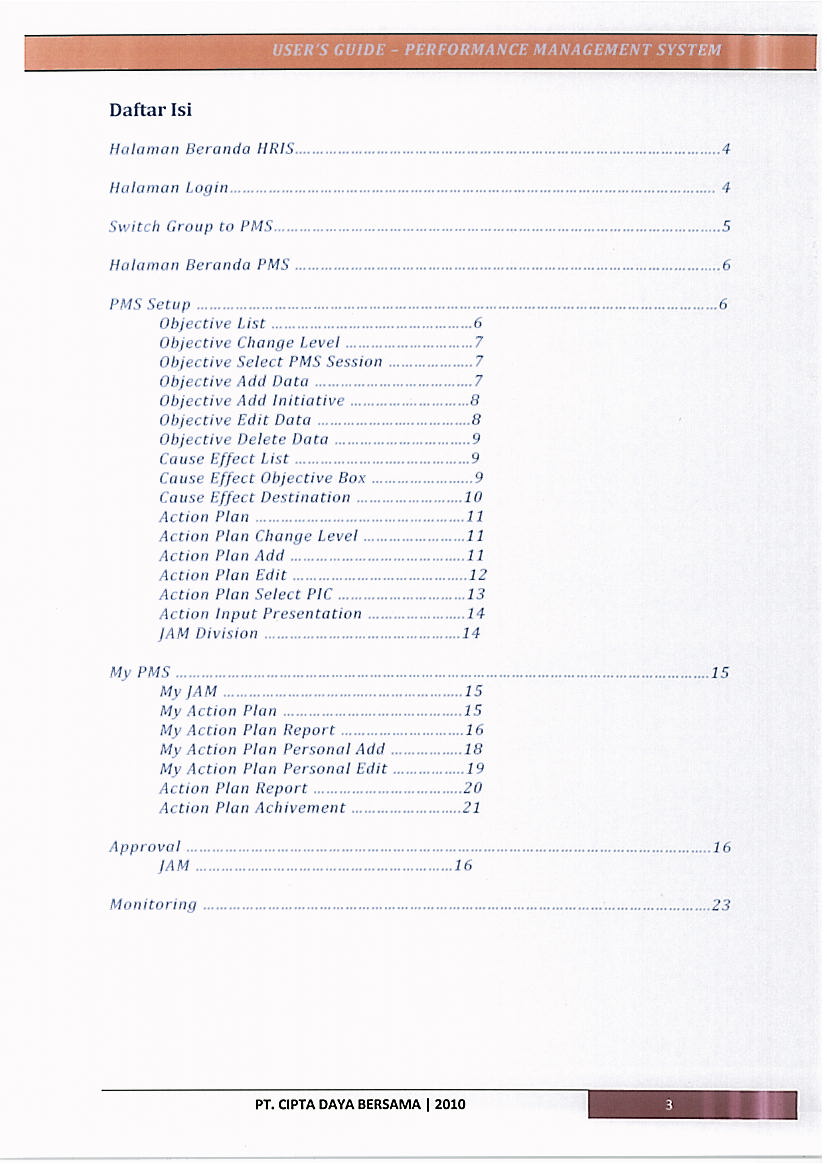 USER'S GUIDE – PERFORMANCE MANAGEMENT SYSTEM
Daftar Isi
Halaman Beranda HRIS..........................................................................................4
Halaman Login.......................................................................................................... 4
Switch Group to PMS...............................................................................................5
Halaman Beranda PMS ..........................................................................................6
PMS Setup ................................................................................................................6
Objective List ...............................................6
Objective Change Level ..............................7
Objective Select PMS Session ....................7
Objective Add Data .....................................7
Objective Add Initiative ............................8
Objective Edit Data ....................................8
Objective Delete Data ................................9
Cause Effect List .........................................9
Cause Effect Objective Box ........................9
Cause Effect Destination .........................10
Action Plan .................................................11
Action Plan Change Level ........................11
Action Plan Add .........................................11
Action Plan Edit .........................................12
Action Plan Select PIC ..............................13
Action Input Presentation .......................14
JAM Division ..............................................14
My PMS ....................................................................................................................15
My JAM ........................................................15
My Action Plan ..........................................15
My Action Plan Report .............................16
My Action Plan Personal Add .................18
My Action Plan Personal Edit .................19
Action Plan Report ...................................20
Action Plan Achivement ..........................21
Approval ..................................................................................................................16
JAM ............................................................16
Monitoring ..............................................................................................................23
PT. CIPTA DAYA BERSAMA | 2010
3